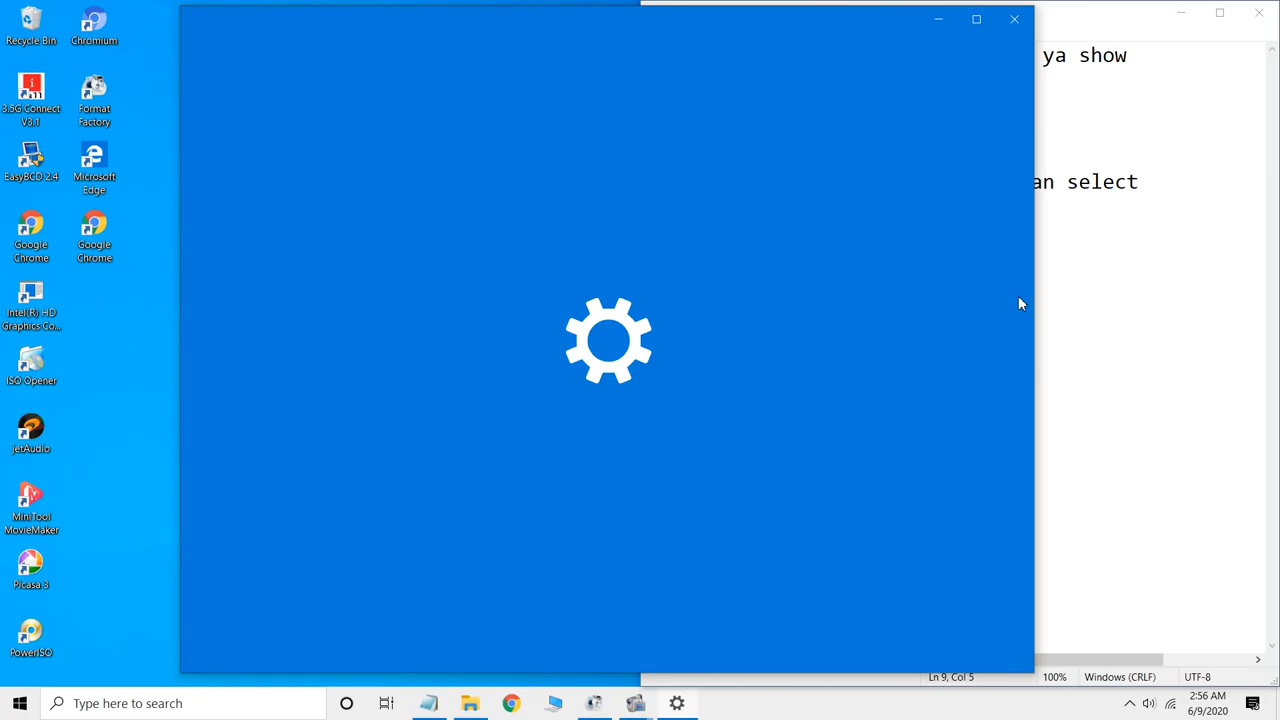 Recycle Bin
Chromium
3.5G Connect
V3.1
Format
Factory
EasyBCD 2.4
Microsoft
Edge
Google
Chrome
Google
Chrome
Intel(R) HD
Graphics Co...
ISO Opener
jetAudio
MiniTool
MovieMaker
Picasa 3
PowerISO
ya show
an select
Ln 9, Col 5
100%
Windows (CRLF)
UTF-8
Type here to search
2:56 AM
6/9/2020